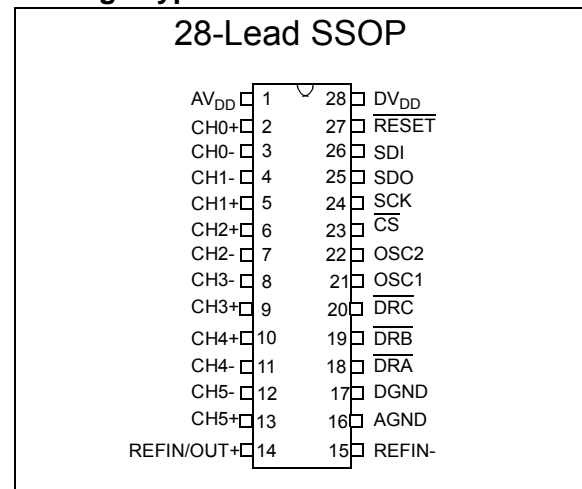 28-Lead SSOP
AVDD 1 28 DVDD
CH0+ 2 27 RESET
CH0- 3 26 SDI
CH1- 4 25 SDO
CH1+ 5 24 SCK
CH2+ 6 23 CS
CH2- 7 22 OSC2
CH3- 8 21 OSC1
CH3+ 9 20 DRC
CH4+ 10 19 DRB
CH4- 11 18 DRA
CH5- 12 17 DGND
CH5+ 13 16 AGND
REFIN/OUT+ 14 15 REFIN-